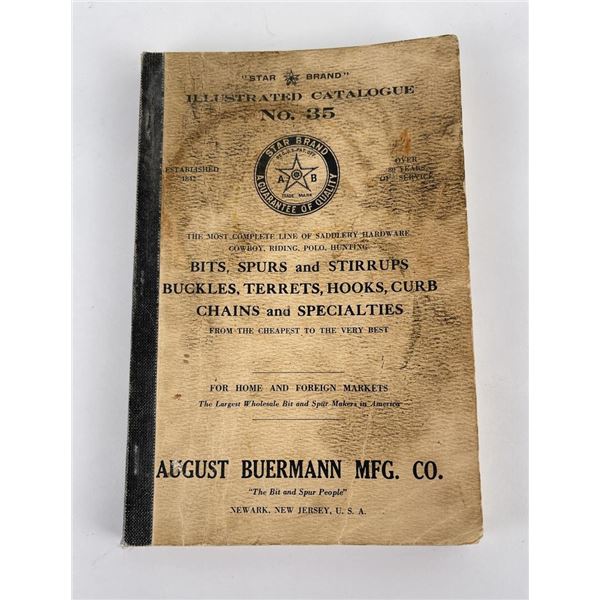 "STAR BRAND"
ILLUSTRATED CATALOGUE
No. 35
STAR BRAND
A B
TRADE MARK
A GUARANTEE OF QUALITY
ESTABLISHED
1842
OVER
80 YEARS
OF SERVICE
THE MOST COMPLETE LINE OF SADDLERY HARDWARE
COWBOY, RIDING, POLO, HUNTING
BITS, SPURS and STIRRUPS
BUCKLES, TERRETS, HOOKS, CURB
CHAINS and SPECIALTIES
FROM THE CHEAPEST TO THE VERY BEST
FOR HOME AND FOREIGN MARKETS
The Largest Wholesale Bit and Spur Makers in America
AUGUST BUERMANN MFG. CO.
"The Bit and Spur People"
NEWARK, NEW JERSEY, U. S. A.